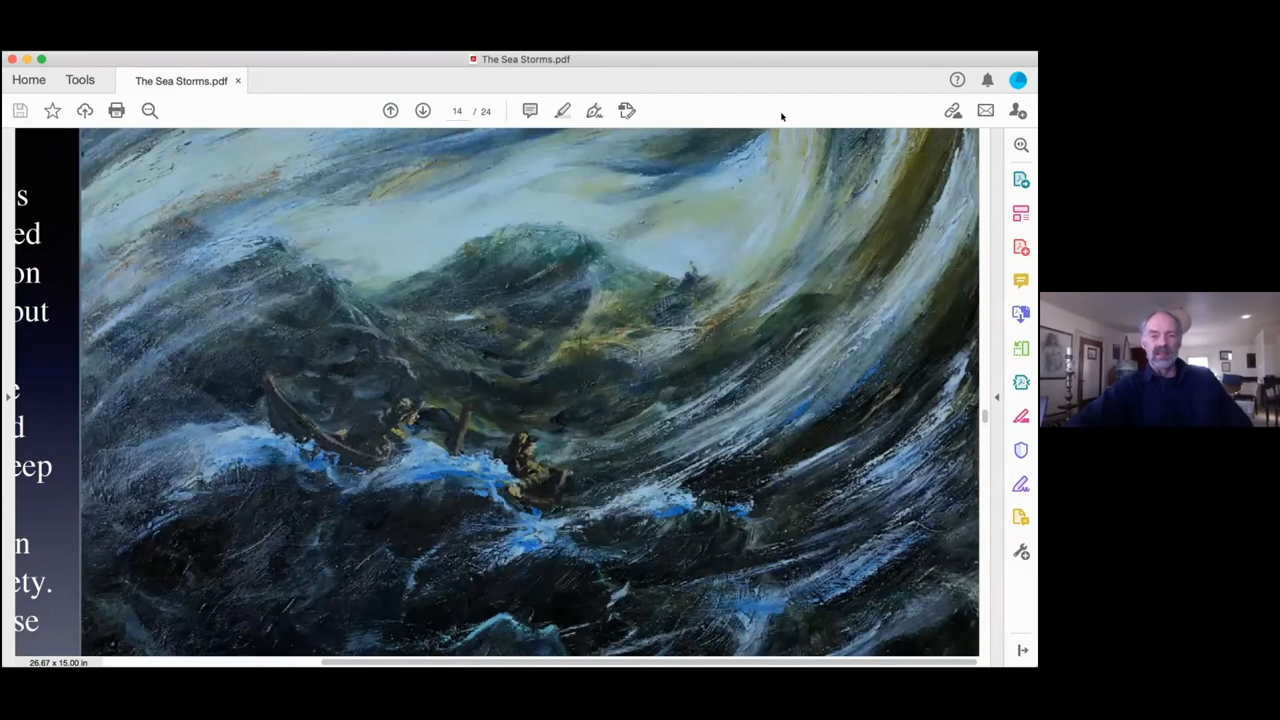 The Sea Storms.pdf
Home Tools The Sea Storms.pdf ×
14 / 24
s
ed
on
out
e
d
eep
n
ety.
se
26.67 x 15.00 in